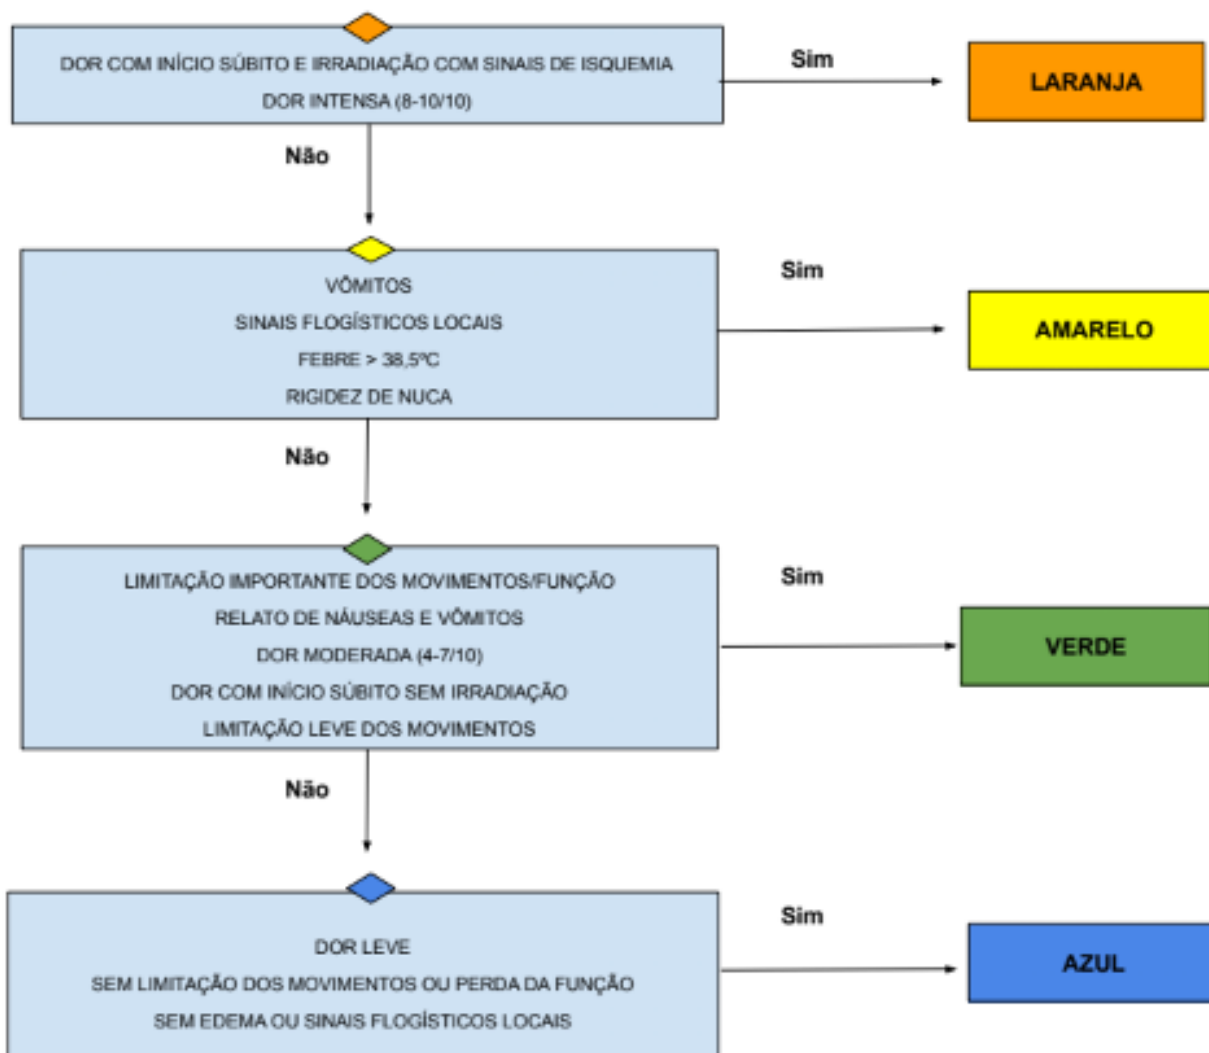 DOR COM INÍCIO SÚBITO E IRRADIAÇÃO COM SINAIS DE ISQUEMIA
DOR INTENSA (8-10/10)
Sim
LARANJA
Não
VÔMITOS
SINAIS FLOGÍSTICOS LOCAIS
FEBRE > 38,5ºC
RIGIDEZ DE NUCA
Sim
AMARELO
Não
LIMITAÇÃO IMPORTANTE DOS MOVIMENTOS/FUNÇÃO
RELATO DE NÁUSEAS E VÔMITOS
DOR MODERADA (4-7/10)
DOR COM INÍCIO SÚBITO SEM IRRADIAÇÃO
LIMITAÇÃO LEVE DOS MOVIMENTOS
Sim
VERDE
Não
DOR LEVE
SEM LIMITAÇÃO DOS MOVIMENTOS OU PERDA DA FUNÇÃO
SEM EDEMA OU SINAIS FLOGÍSTICOS LOCAIS
Sim
AZUL